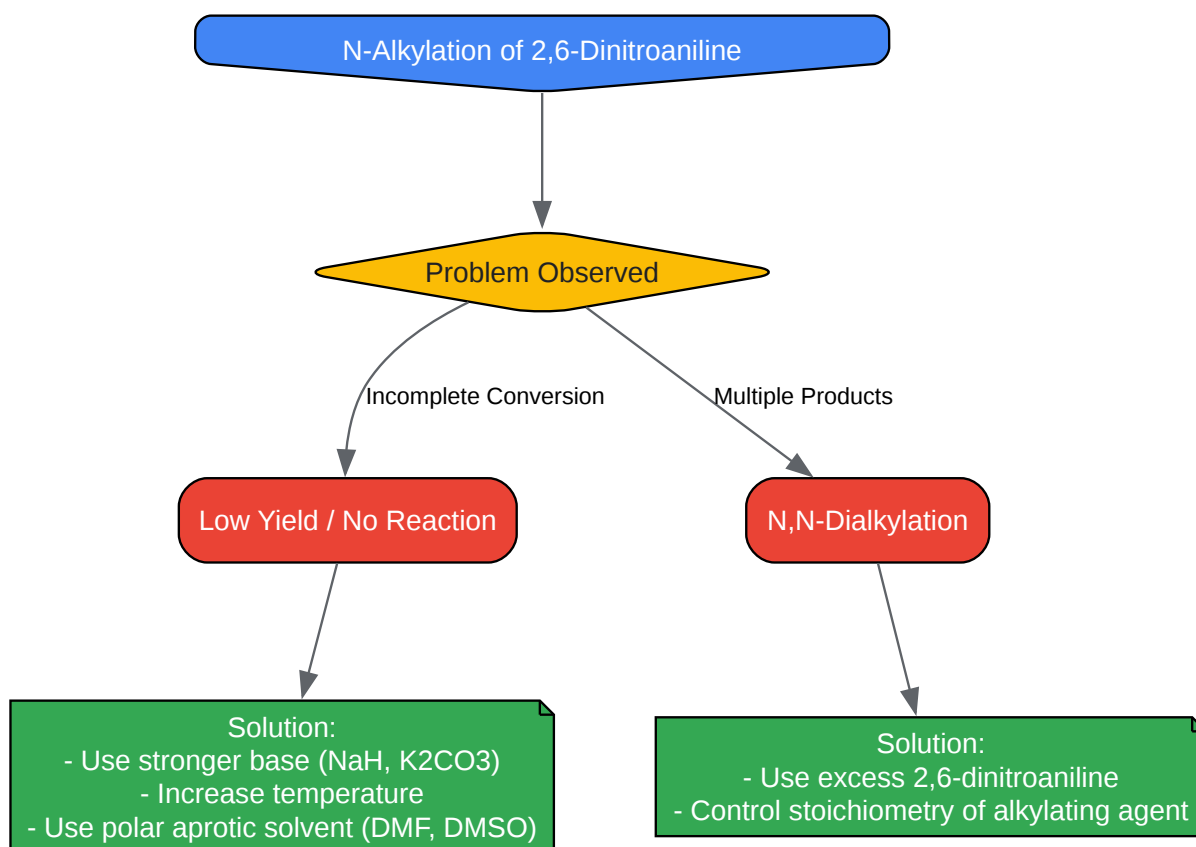 N-Alkylation of 2,6-Dinitroaniline
Problem Observed
Incomplete Conversion
Multiple Products
Low Yield / No Reaction
N,N-Dialkylation
Solution:
- Use stronger base (NaH, K2CO3)
- Increase temperature
- Use polar aprotic solvent (DMF, DMSO)
Solution:
- Use excess 2,6-dinitroaniline
- Control stoichiometry of alkylating agent